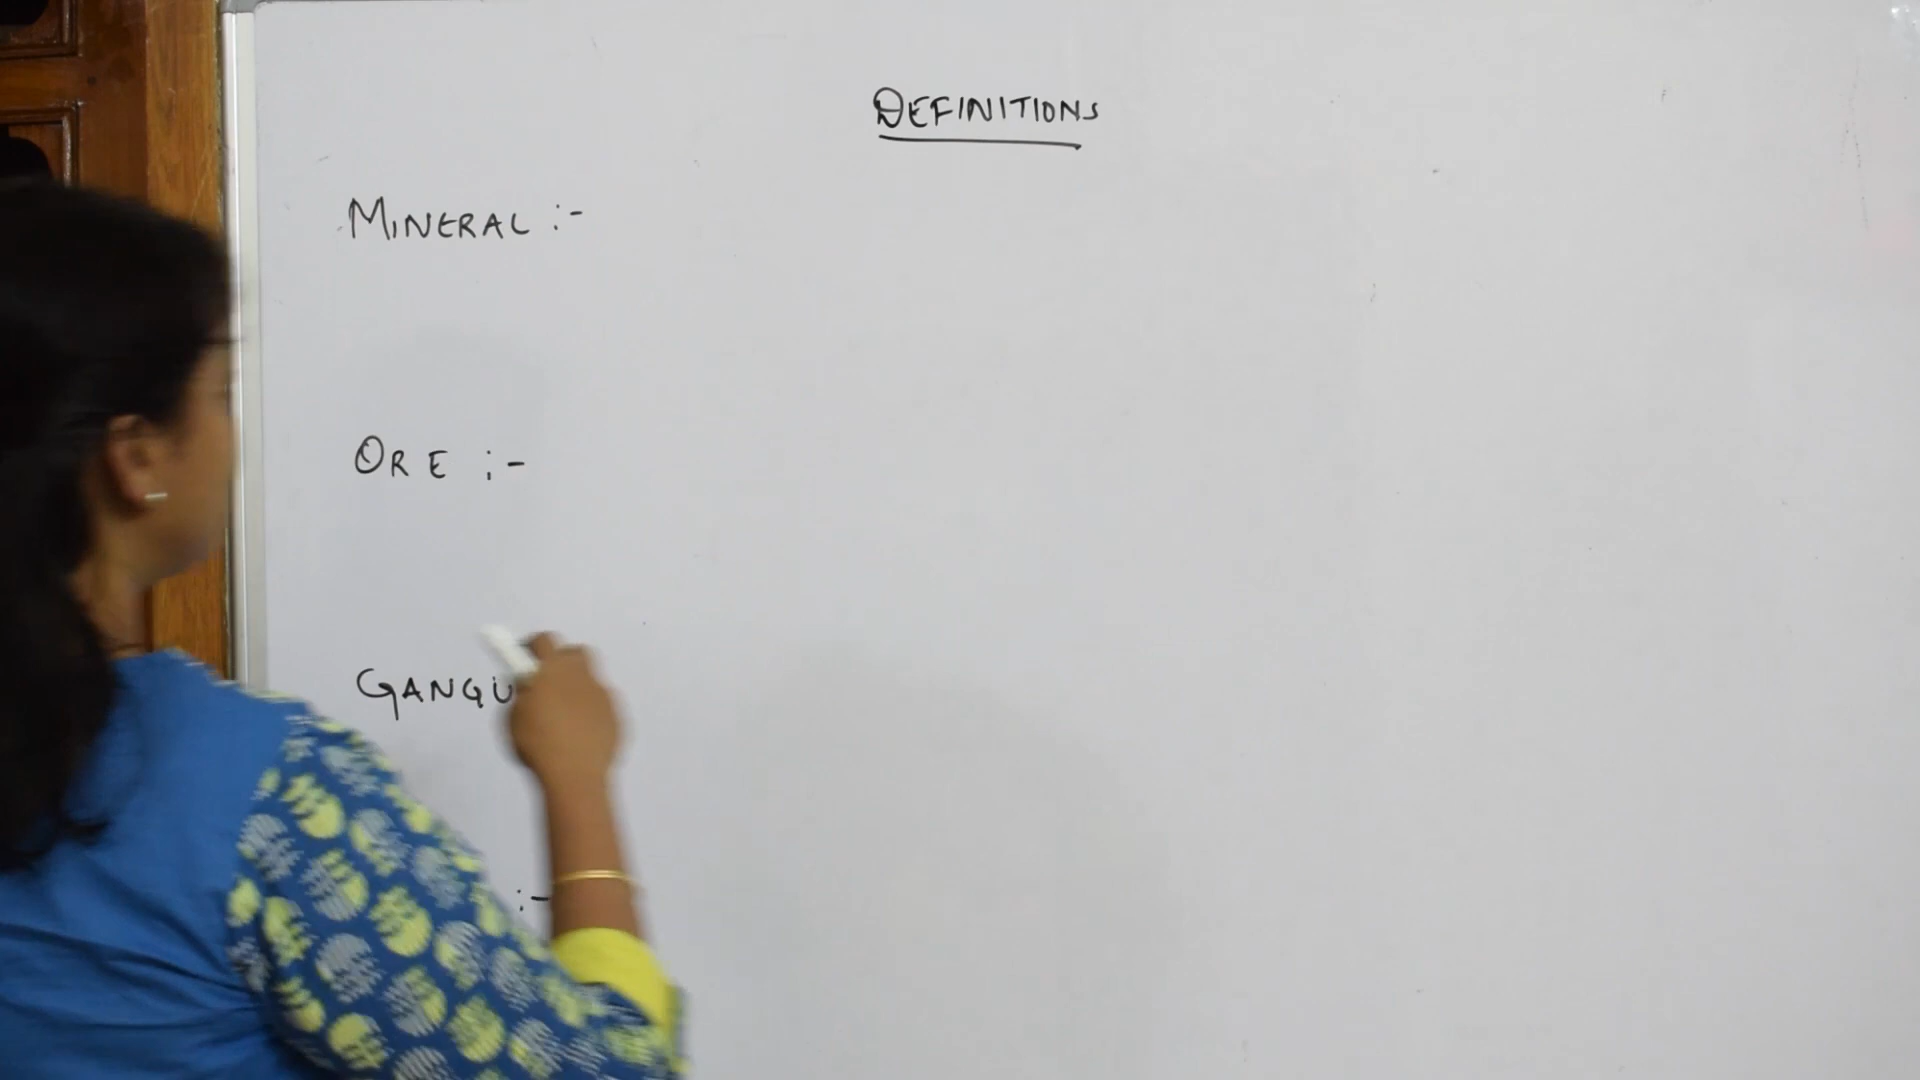 DEFINITIONS
MINERAL :-
ORE :-
GANGU
:-